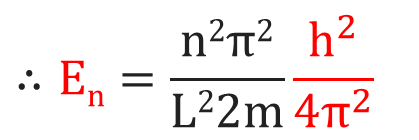 ∴ Eₙ = n²π²/L²2m h²/4π²